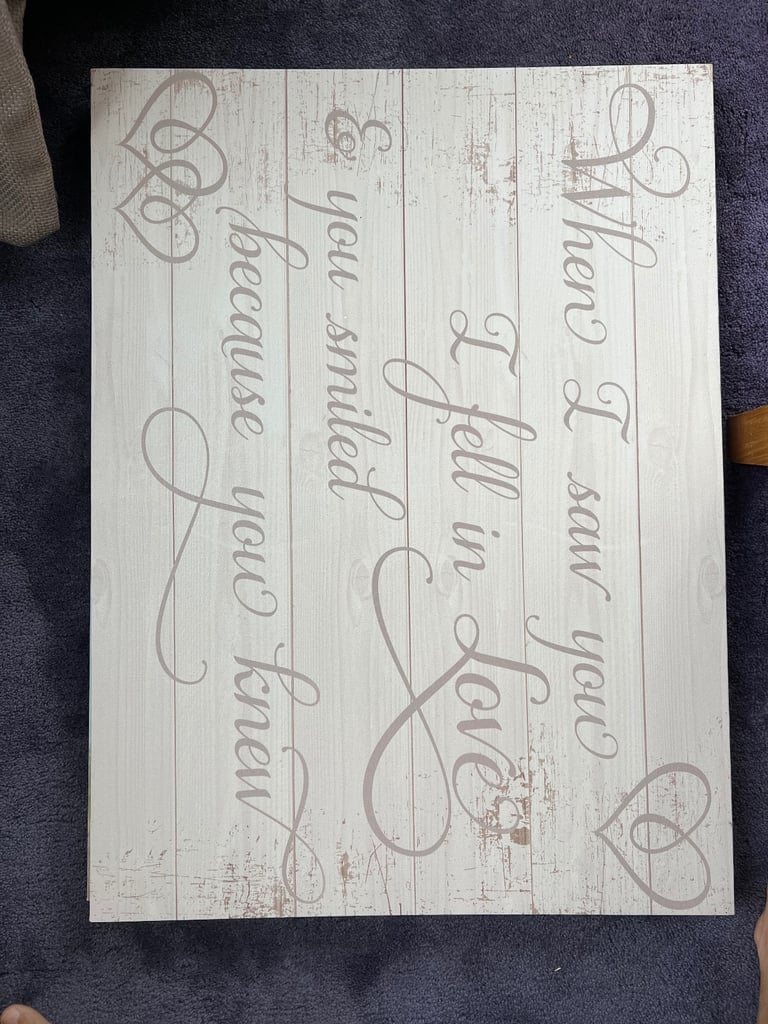 When I saw you
I fell in Love
& you smiled
because you knew